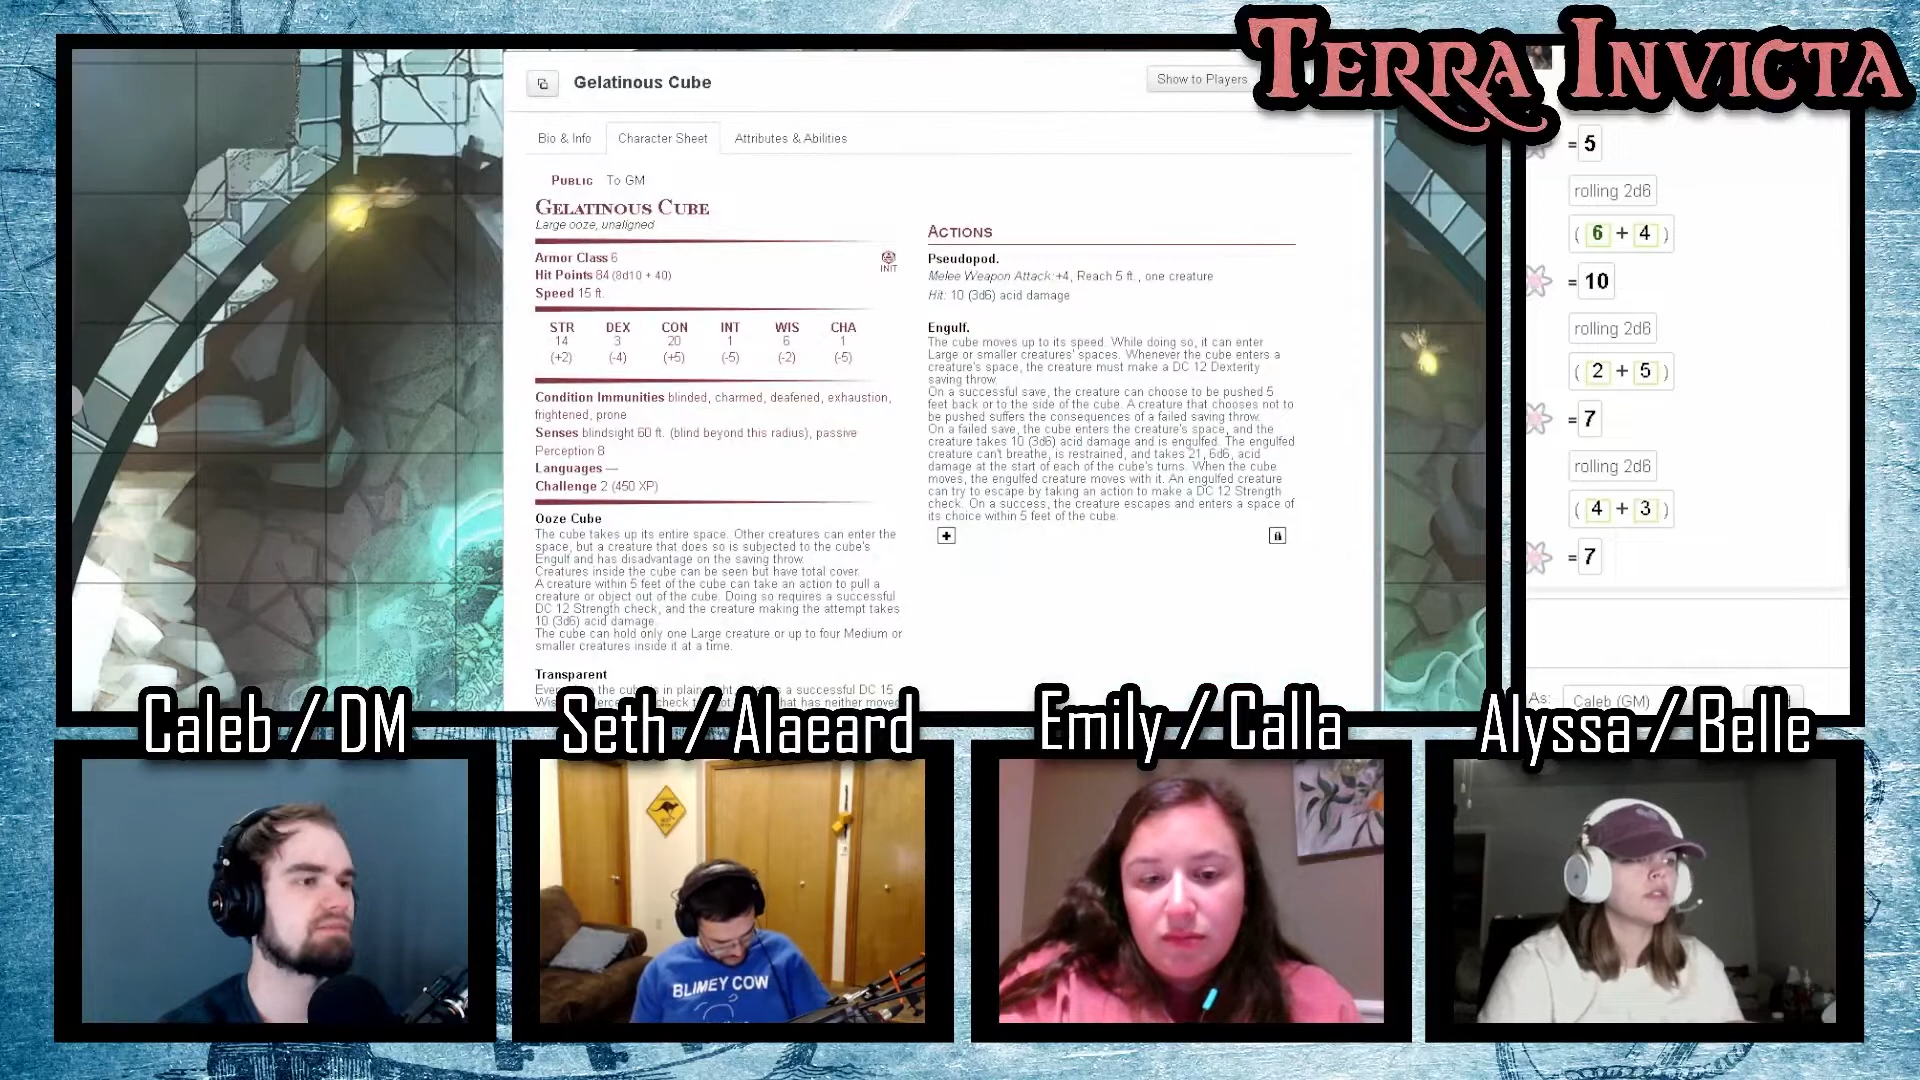 TERRA INVICTA
Gelatinous Cube
Show to Players
Bio & Info
Character Sheet
Attributes & Abilities
PUBLIC To GM
GELATINOUS CUBE
Large ooze, unaligned
Armor Class 6
Hit Points 84 (8d10 + 40)
Speed 15 ft.
INIT
STR DEX CON INT WIS CHA
14 3 20 1 6 1
(+2) (-4) (+5) (-5) (-2) (-5)
Condition Immunities blinded, charmed, deafened, exhaustion,
frightened, prone
Senses blindsight 60 ft. (blind beyond this radius), passive
Perception 8
Languages —
Challenge 2 (450 XP)
Ooze Cube
The cube takes up its entire space. Other creatures can enter the
space, but a creature that does so is subjected to the cube's
Engulf and has disadvantage on the saving throw.
Creatures inside the cube can be seen but have total cover.
A creature within 5 feet of the cube can take an action to pull a
creature or object out of the cube. Doing so requires a successful
DC 12 Strength check, and the creature making the attempt takes
10 (3d6) acid damage.
The cube can hold only one Large creature or up to four Medium or
smaller creatures inside it at a time.
Transparent
the cube is in plain a successful DC 15
check that has neither moved
ACTIONS
Pseudopod.
Melee Weapon Attack: +4, Reach 5 ft., one creature
Hit: 10 (3d6) acid damage
Engulf.
The cube moves up to its speed. While doing so, it can enter
Large or smaller creatures' spaces. Whenever the cube enters a
creature's space, the creature must make a DC 12 Dexterity
saving throw.
On a successful save, the creature can choose to be pushed 5
feet back or to the side of the cube. A creature that chooses not to
be pushed suffers the consequences of a failed saving throw.
On a failed save, the cube enters the creature's space, and the
creature takes 10 (3d6) acid damage and is engulfed. The engulfed
creature can't breathe, is restrained, and takes 21, 6d6, acid
damage at the start of each of the cube's turns. When the cube
moves, the engulfed creature moves with it. An engulfed creature
can try to escape by taking an action to make a DC 12 Strength
check. On a success, the creature escapes and enters a space of
its choice within 5 feet of the cube.
= 5
rolling 2d6
( 6 + 4 )
= 10
rolling 2d6
( 2 + 5 )
= 7
rolling 2d6
( 4 + 3 )
= 7
As: Caleb (GM)
Caleb / DM
Seth / Alaeard
Emily / Calla
Alyssa / Belle
BLIMEY COW